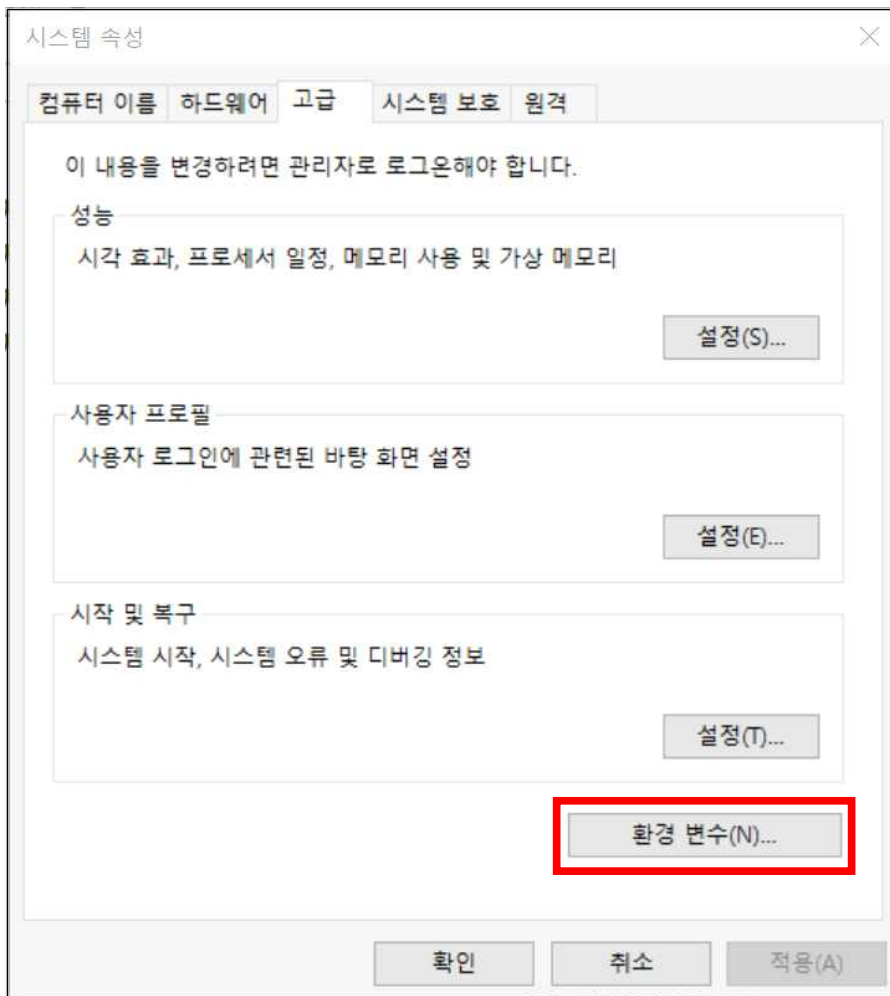 시스템 속성
컴퓨터 이름 하드웨어 고급 시스템 보호 원격
이 내용을 변경하려면 관리자로 로그온해야 합니다.
성능
시각 효과, 프로세서 일정, 메모리 사용 및 가상 메모리
설정(S)...
사용자 프로필
사용자 로그인에 관련된 바탕 화면 설정
설정(E)...
시작 및 복구
시스템 시작, 시스템 오류 및 디버깅 정보
설정(T)...
환경 변수(N)...
확인 취소 적용(A)